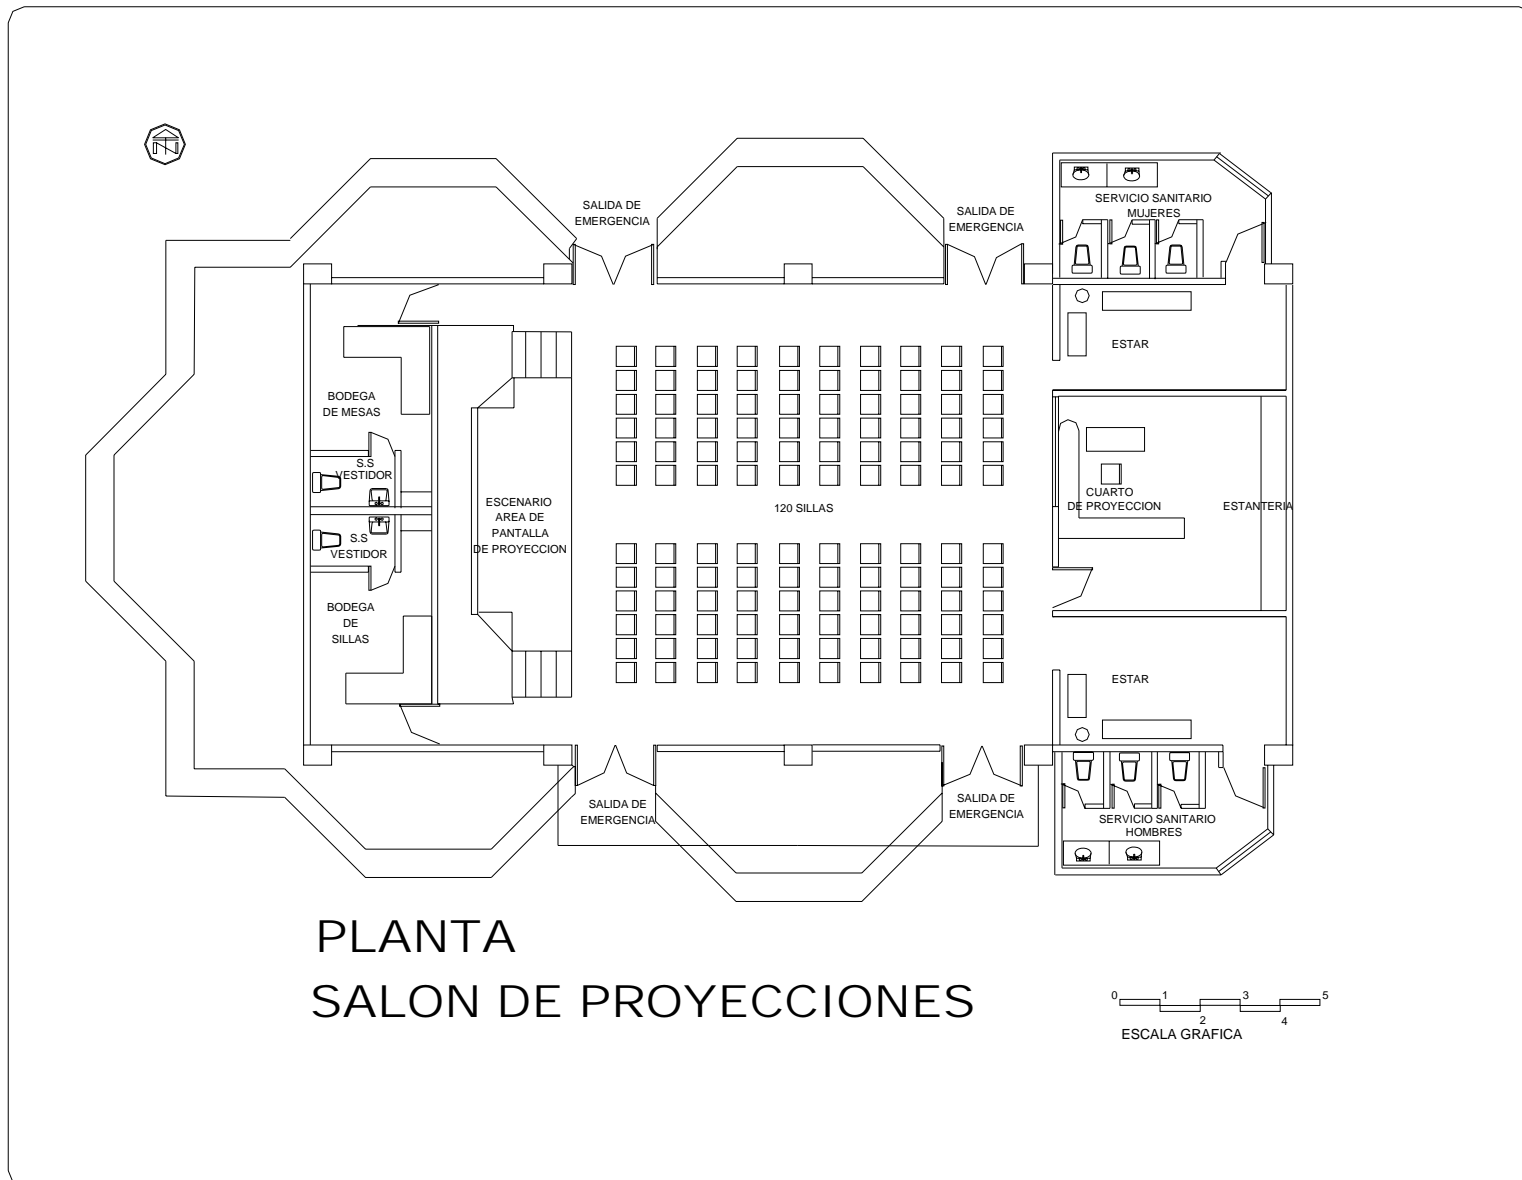 N
SALIDA DE
EMERGENCIA
SALIDA DE
EMERGENCIA
SERVICIO SANITARIO
MUJERES
ESTAR
BODEGA
DE MESAS
S.S
VESTIDOR
S.S
VESTIDOR
BODEGA
DE
SILLAS
ESCENARIO
AREA DE
PANTALLA
DE PROYECCION
120 SILLAS
CUARTO
DE PROYECCION
ESTANTERIA
ESTAR
SALIDA DE
EMERGENCIA
SALIDA DE
EMERGENCIA
SERVICIO SANITARIO
HOMBRES
PLANTA
SALON DE PROYECCIONES
0 1 3 5
2 4
ESCALA GRAFICA